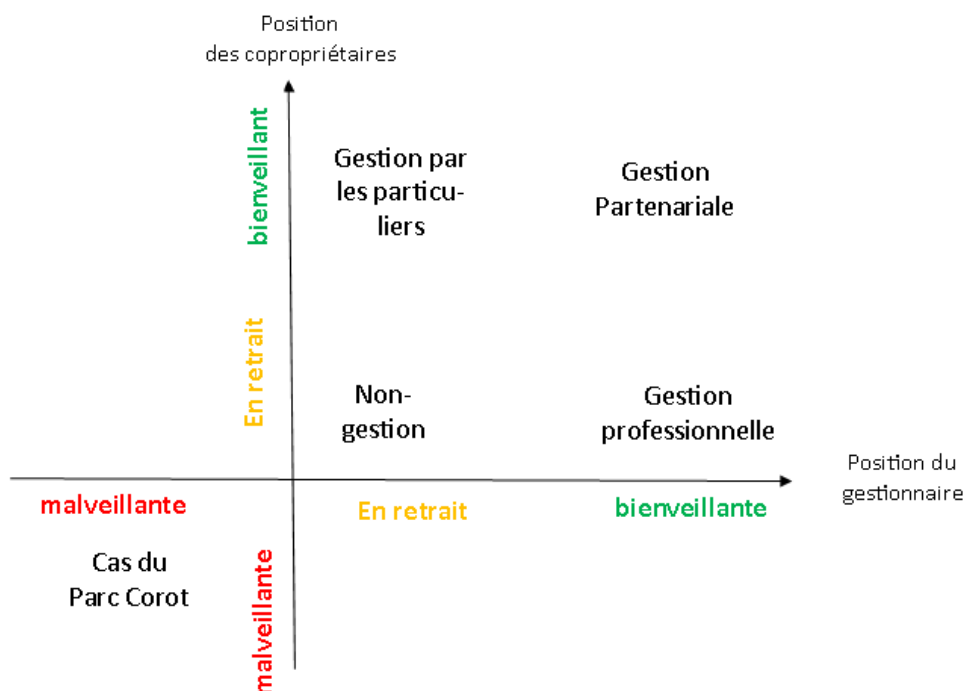 Position
des copropriétaires
bienveillant
Gestion par
les particu-
liers
Gestion
Partenariale
En retrait
Non-
gestion
Gestion
professionnelle
Position du
gestionnaire
malveillante
En retrait
bienveillante
Cas du
Parc Corot
malveillante